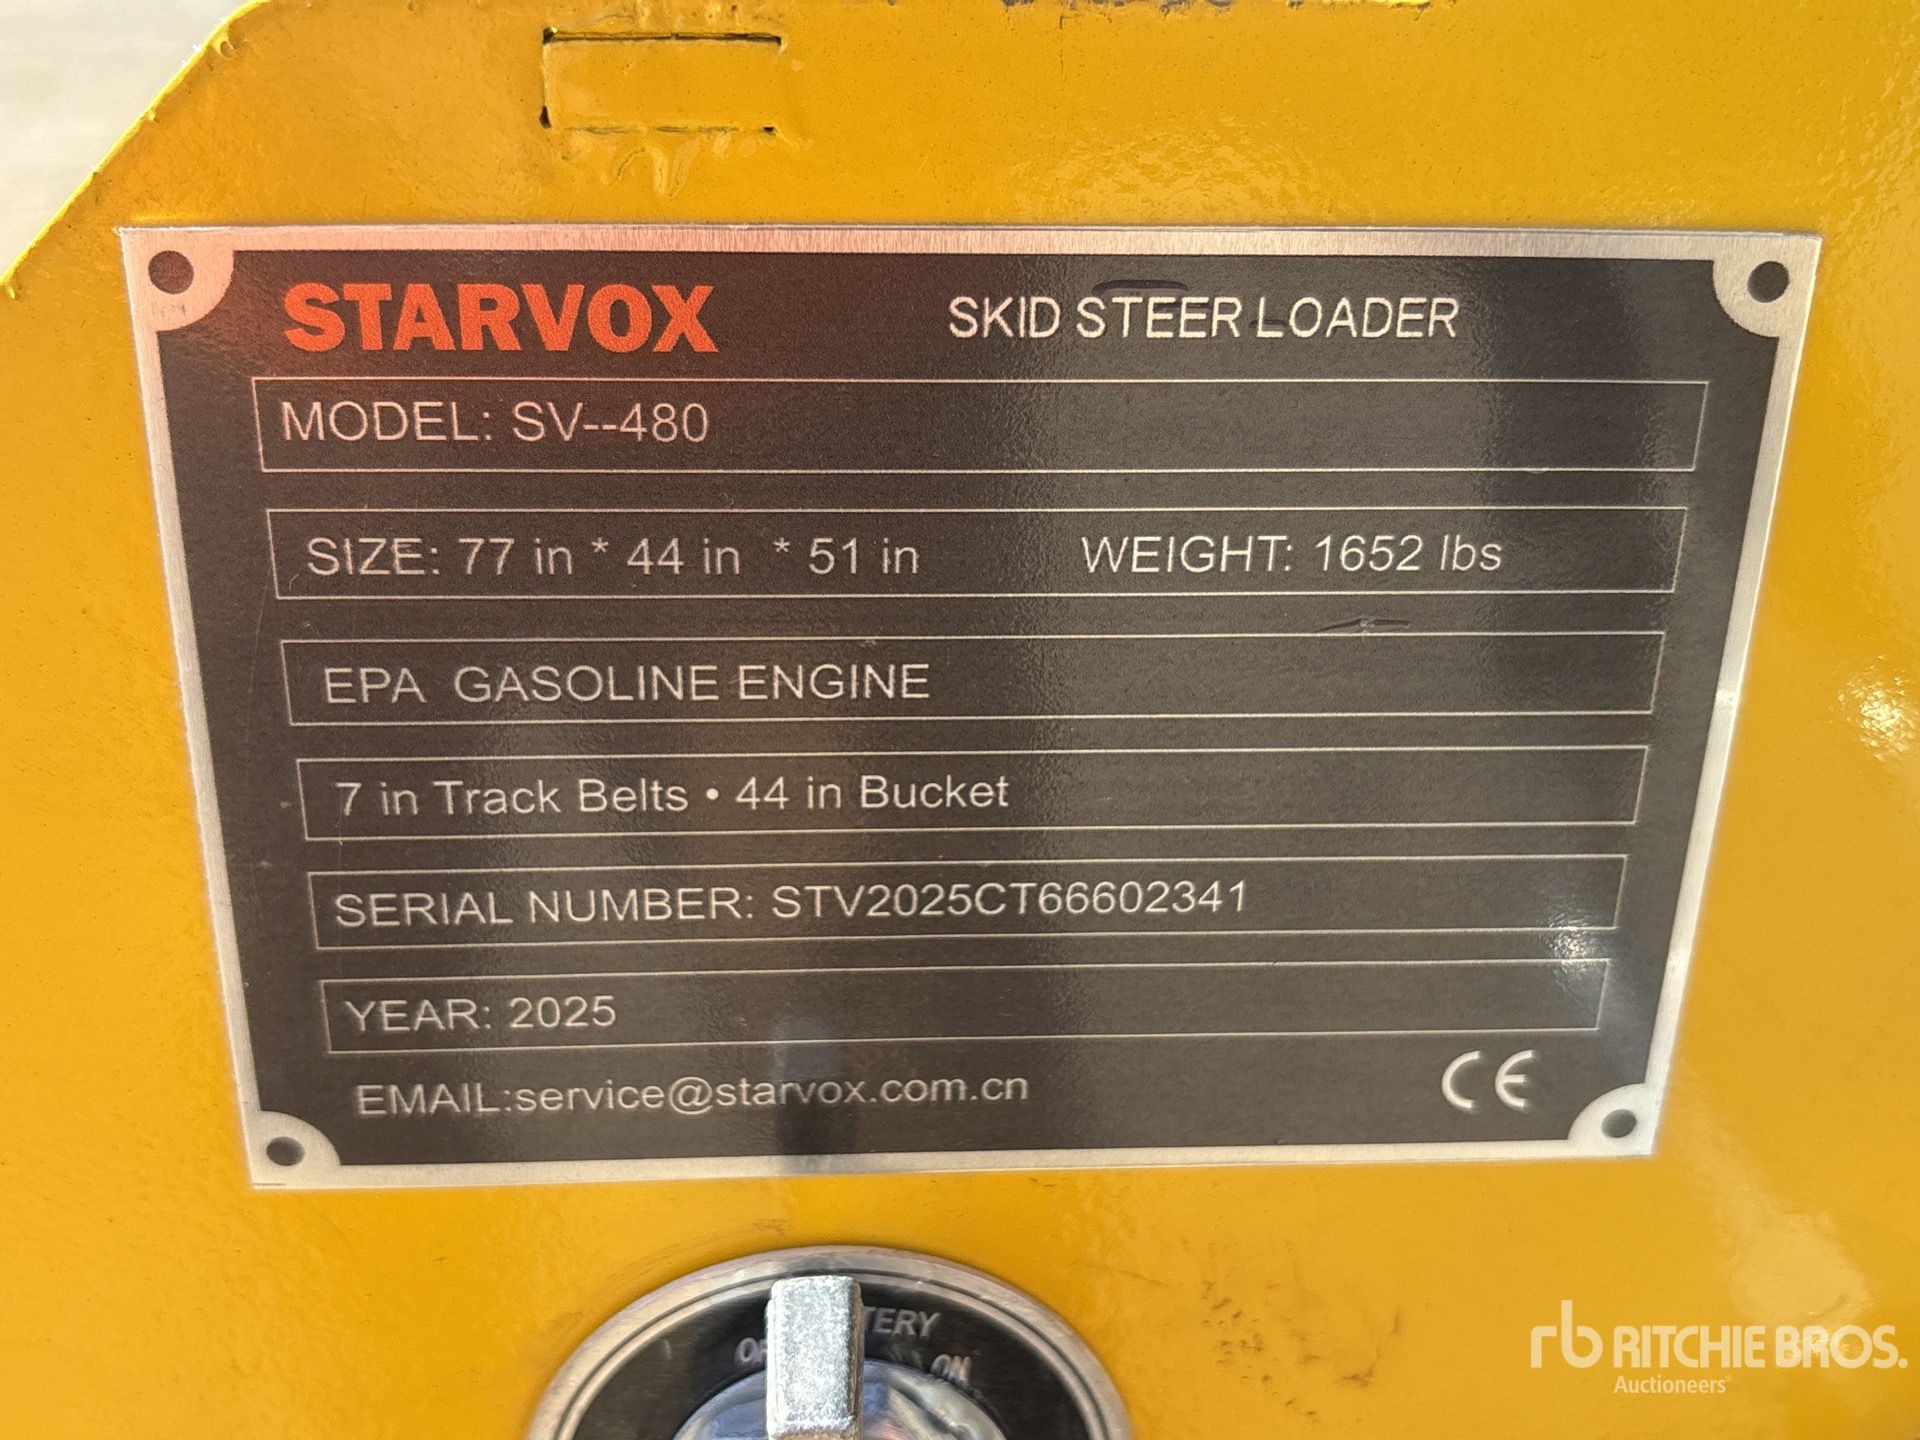 STARVOX SKID STEER LOADER
MODEL: SV--480
SIZE: 77 in * 44 in * 51 in WEIGHT: 1652 lbs
EPA GASOLINE ENGINE
7 in Track Belts • 44 in Bucket
SERIAL NUMBER: STV2025CT66602341
YEAR: 2025
EMAIL:service@starvox.com.cn CE
ON
rb RITCHIE BROS.
Auctioneers